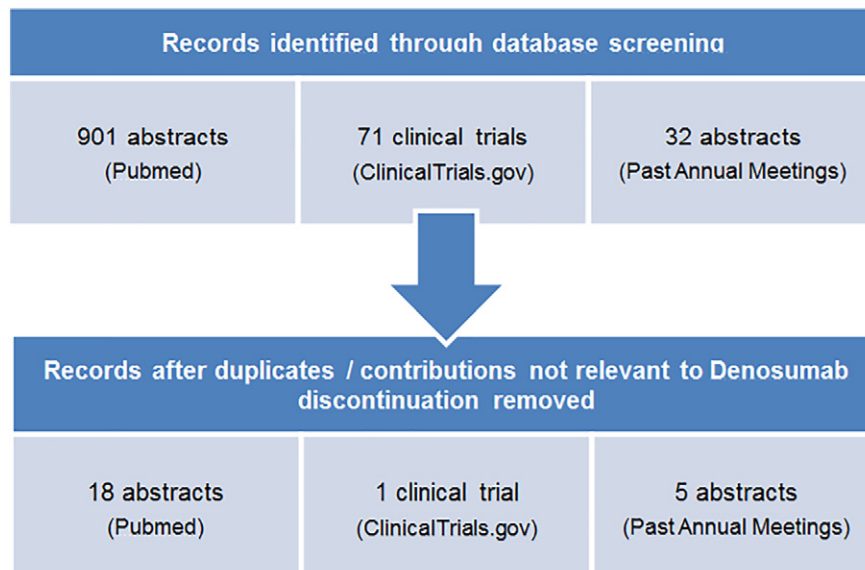 Records identified through database screening
901 abstracts
(Pubmed)
71 clinical trials
(ClinicalTrials.gov)
32 abstracts
(Past Annual Meetings)
Records after duplicates / contributions not relevant to Denosumab
discontinuation removed
18 abstracts
(Pubmed)
1 clinical trial
(ClinicalTrials.gov)
5 abstracts
(Past Annual Meetings)